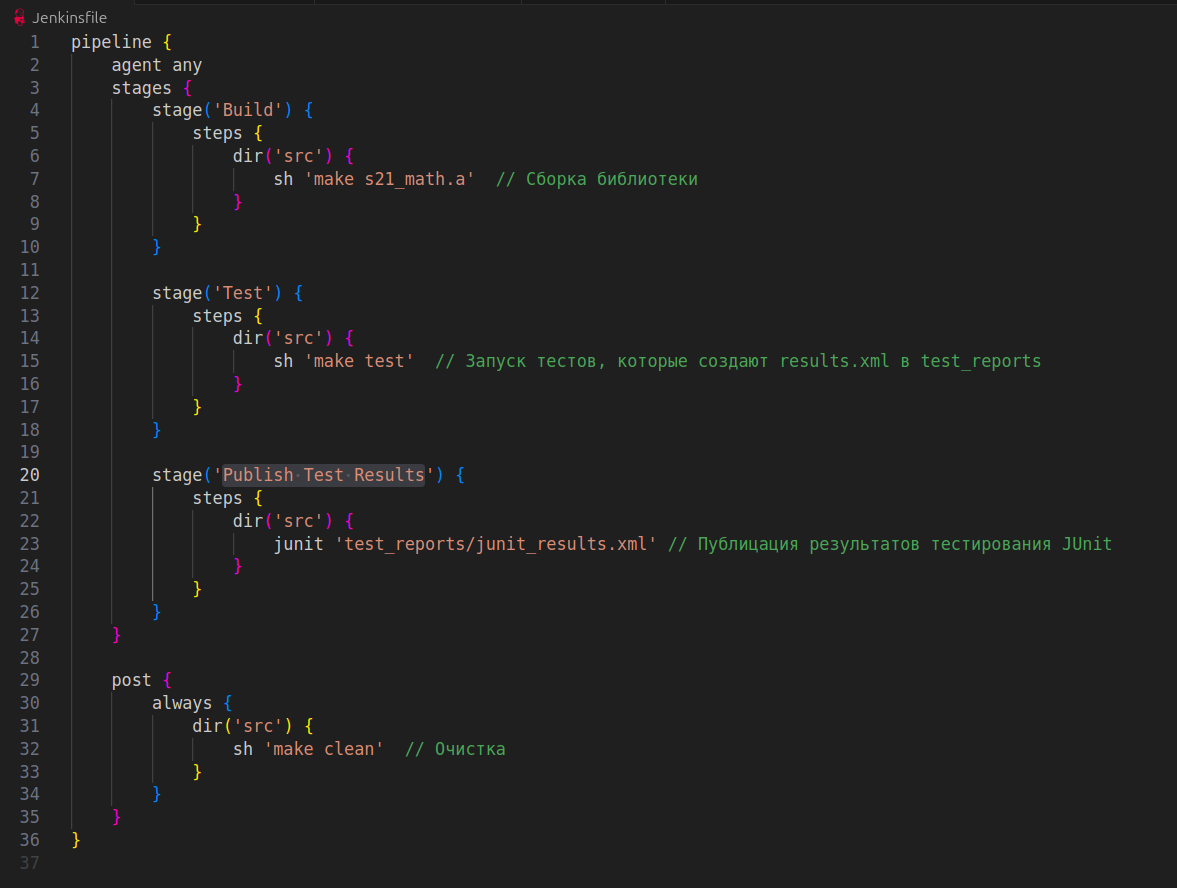 Jenkinsfile
1 pipeline {
2     agent any
3     stages {
4         stage('Build') {
5             steps {
6                 dir('src') {
7                     sh 'make s21_math.a'  // Сборка библиотеки
8                 }
9             }
10         }
11
12         stage('Test') {
13             steps {
14                 dir('src') {
15                     sh 'make test'  // Запуск тестов, которые создают results.xml в test_reports
16                 }
17             }
18         }
19
20         stage('Publish Test Results') {
21             steps {
22                 dir('src') {
23                     junit 'test_reports/junit_results.xml' // Публицация результатов тестирования JUnit
24                 }
25             }
26         }
27     }
28
29     post {
30         always {
31             dir('src') {
32                 sh 'make clean'  // Очистка
33             }
34         }
35     }
36 }
37